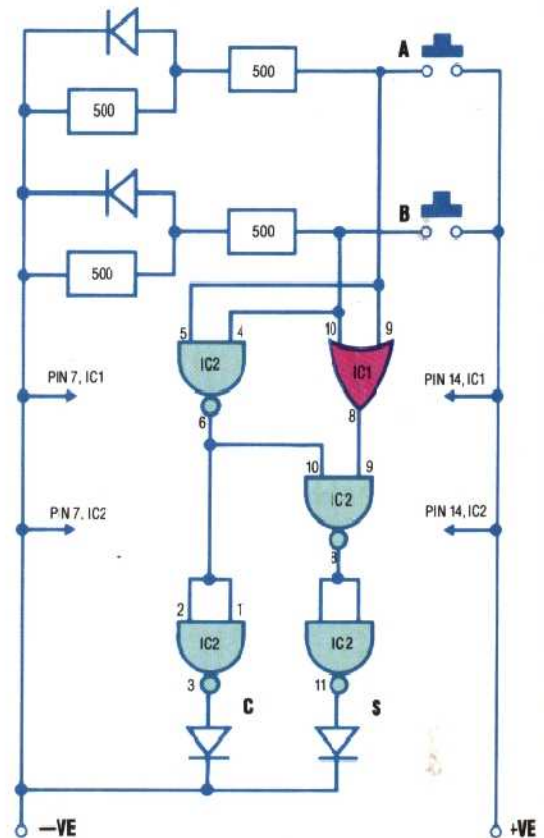 A
500
500
B
500
500
5 4 10 9
IC2 IC1
PIN 7, IC1 PIN 14, IC1
6 8
10 9
IC2
PIN 7, IC2 PIN 14, IC2
8
2 1
IC2 IC2
3 C 11 S
—VE +VE